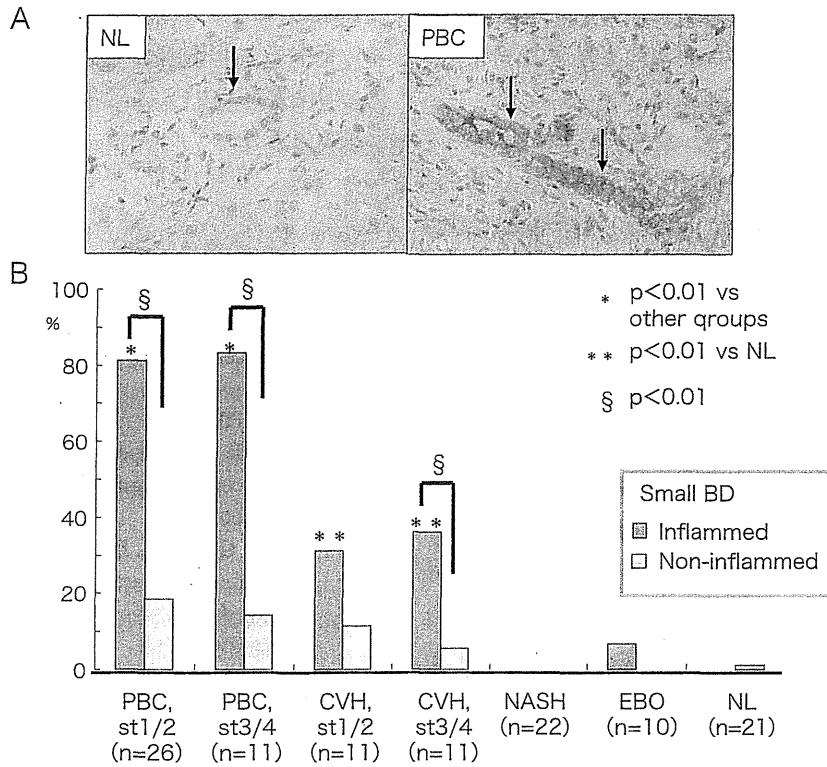 A
NL
PBC
B
100
%
80
60
40
20
0
§
*
§
*
* *
§
* *
* p<0.01 vs
other qroups
* * p<0.01 vs NL
§ p<0.01
Small BD
Inflammed
Non-inflammed
PBC,
st1/2
(n=26)
PBC,
st3/4
(n=11)
CVH,
st1/2
(n=11)
CVH,
st3/4
(n=11)
NASH
(n=22)
EBO
(n=10)
NL
(n=21)